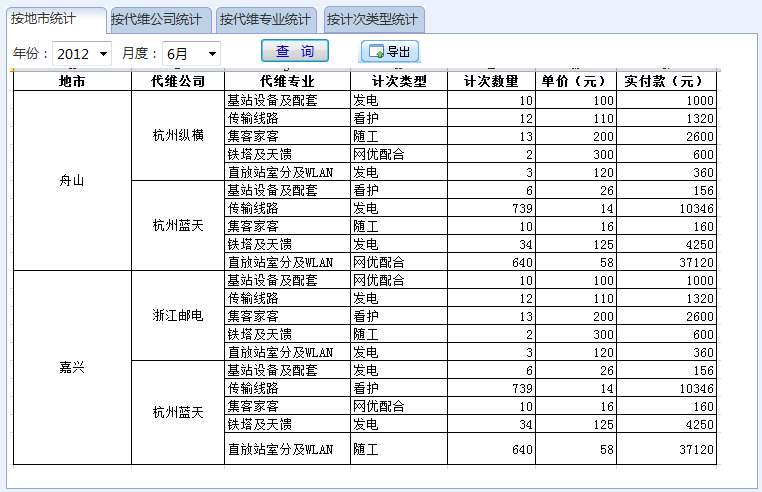 按地市统计 按代维公司统计 按代维专业统计 按计次类型统计
年份： 2012 月度： 6月 查 询 导出
地市 代维公司 代维专业 计次类型 计次数量 单价（元） 实付款（元）
舟山 杭州纵横 基站设备及配套 发电 10 100 1000
传输线路 看护 12 110 1320
集客家客 随工 13 200 2600
铁塔及天馈 网优配合 2 300 600
直放站室分及WLAN 发电 3 120 360
杭州蓝天 基站设备及配套 看护 6 26 156
传输线路 发电 739 14 10346
集客家客 随工 10 16 160
铁塔及天馈 发电 34 125 4250
直放站室分及WLAN 网优配合 640 58 37120
嘉兴 浙江邮电 基站设备及配套 网优配合 10 100 1000
传输线路 发电 12 110 1320
集客家客 看护 13 200 2600
铁塔及天馈 随工 2 300 600
直放站室分及WLAN 发电 3 120 360
杭州蓝天 基站设备及配套 发电 6 26 156
传输线路 看护 739 14 10346
集客家客 网优配合 10 16 160
铁塔及天馈 发电 34 125 4250
直放站室分及WLAN 随工 640 58 37120